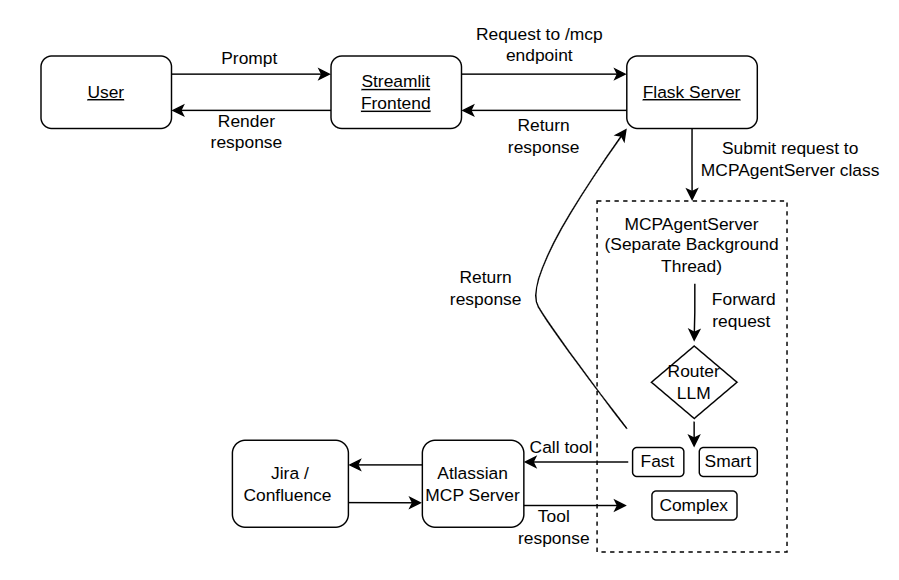 Request to /mcp
endpoint
Prompt
User
Streamlit
Frontend
Flask Server
Render
response
Return
response
Submit request to
MCPAgentServer class
MCPAgentServer
(Separate Background
Thread)
Return
response
Forward
request
Router
LLM
Call tool
Fast
Smart
Jira /
Confluence
Atlassian
MCP Server
Complex
Tool
response